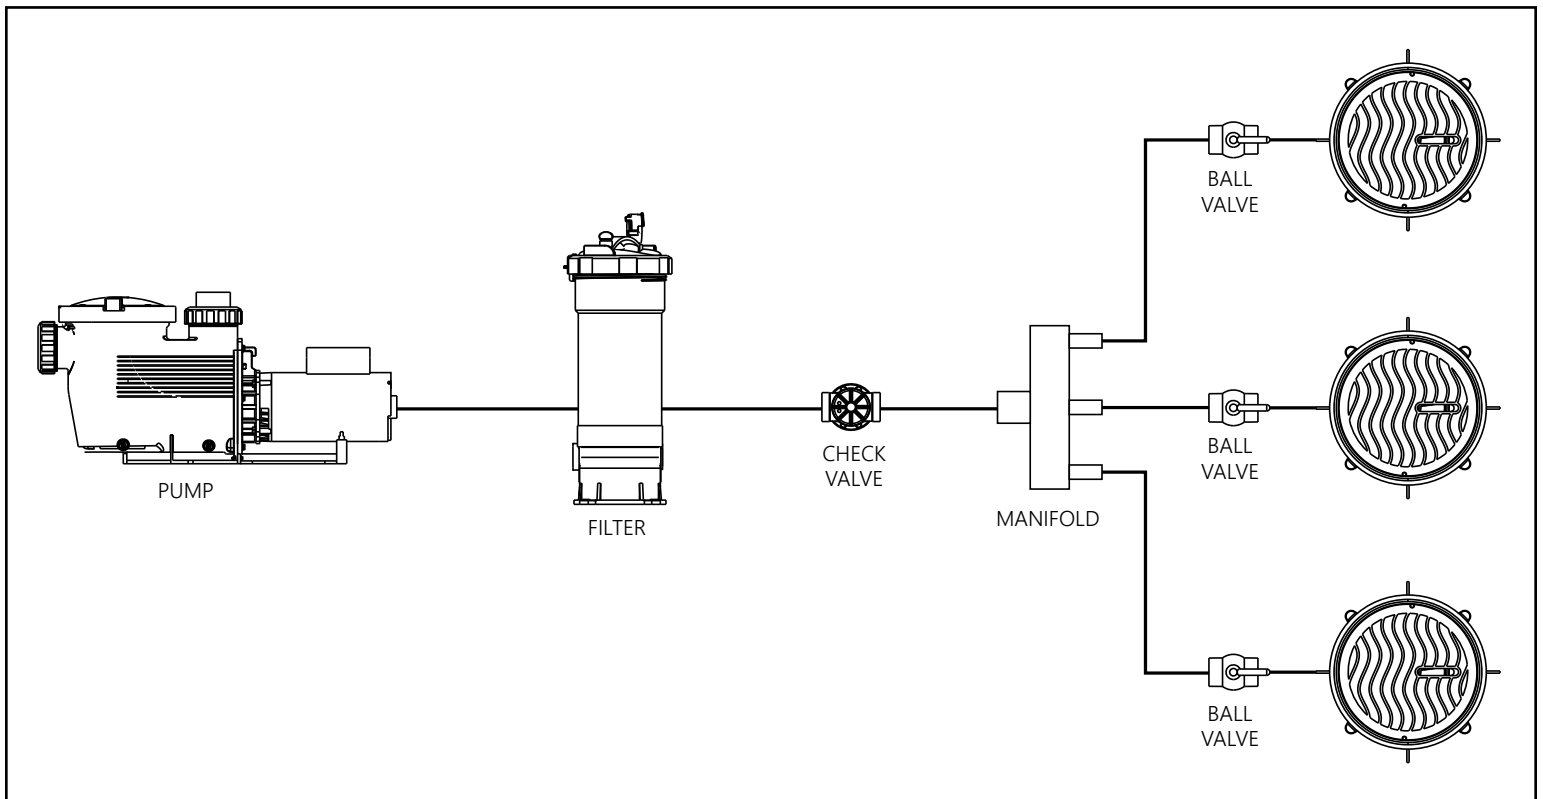 PUMP
FILTER
CHECK
VALVE
MANIFOLD
BALL
VALVE
BALL
VALVE
BALL
VALVE